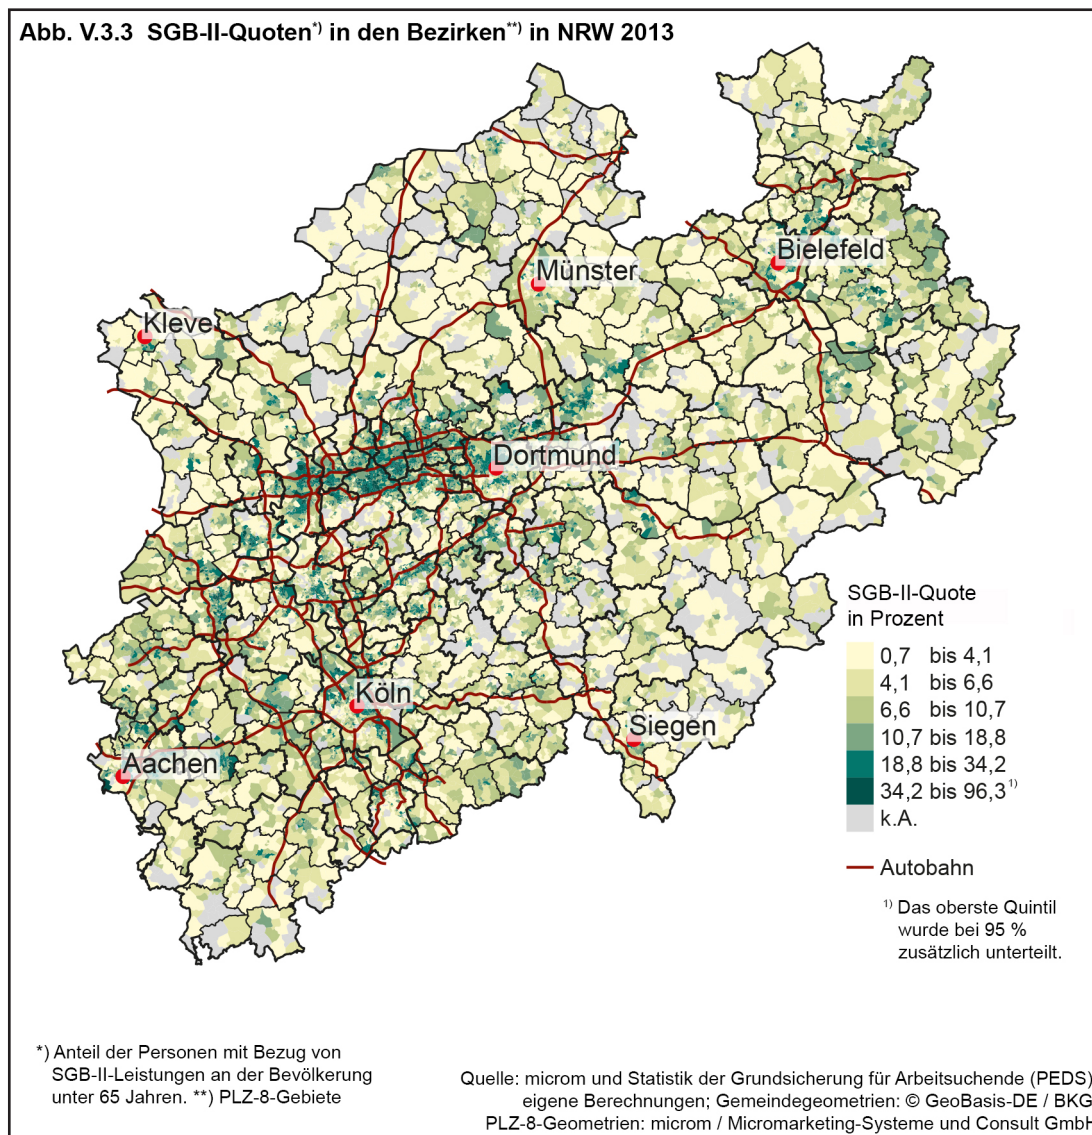 Abb. V.3.3 SGB-II-Quoten*) in den Bezirken**) in NRW 2013
Bielefeld
Münster
Kleve
Dortmund
Köln
Siegen
Aachen
SGB-II-Quote
in Prozent
0,7 bis 4,1
4,1 bis 6,6
6,6 bis 10,7
10,7 bis 18,8
18,8 bis 34,2
34,2 bis 96,3 1)
k.A.
Autobahn
1) Das oberste Quintil
wurde bei 95 %
zusätzlich unterteilt.
*) Anteil der Personen mit Bezug von
SGB-II-Leistungen an der Bevölkerung
unter 65 Jahren. **) PLZ-8-Gebiete
Quelle: microm und Statistik der Grundsicherung für Arbeitsuchende (PEDS)
eigene Berechnungen; Gemeindegeometrien: © GeoBasis-DE / BKG
PLZ-8-Geometrien: microm / Micromarketing-Systeme und Consult GmbH